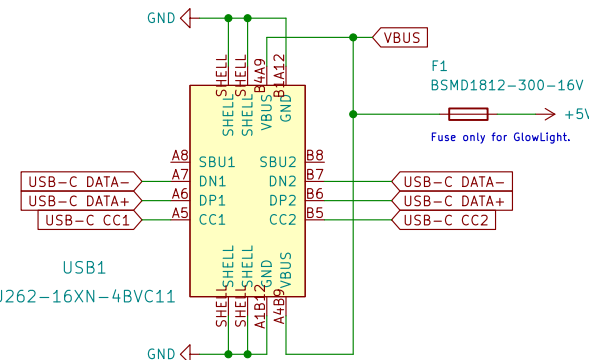 GND
VBUS
F1
BSMD1812-300-16V
+5V
Fuse only for GlowLight.
SHELL
SHELL
B4A9
B1A12
SHELL
SHELL
VBUS
GND
A8 SBU1 SBU2 B8
USB-C DATA- A7 DN1 DN2 B7 USB-C DATA-
USB-C DATA+ A6 DP1 DP2 B6 USB-C DATA+
USB-C CC1 A5 CC1 CC2 B5 USB-C CC2
SHELL
SHELL
GND
VBUS
USB1
U262-16XN-4BVC11
SHELL
SHELL
A1B12
A4B9
GND